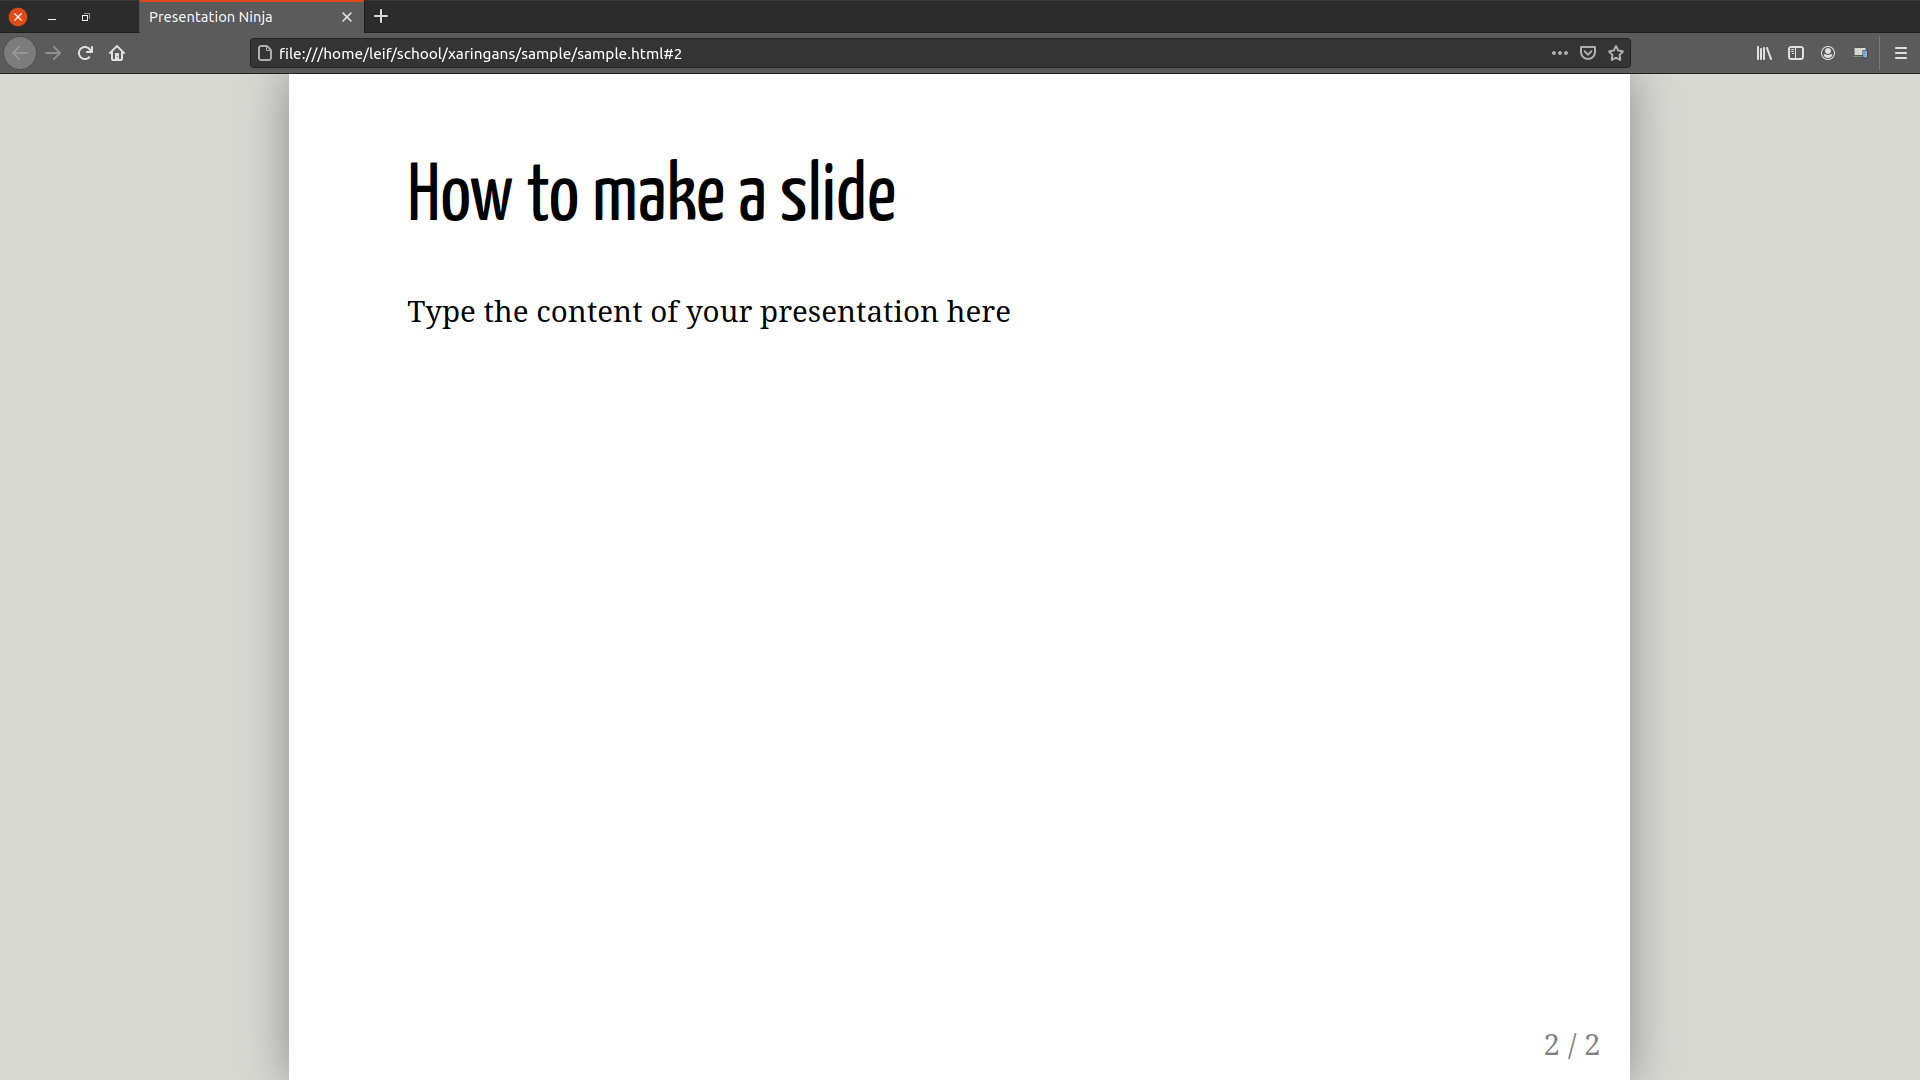 Presentation Ninja
file:///home/leif/school/xaringans/sample/sample.html#2
How to make a slide
Type the content of your presentation here
2 / 2